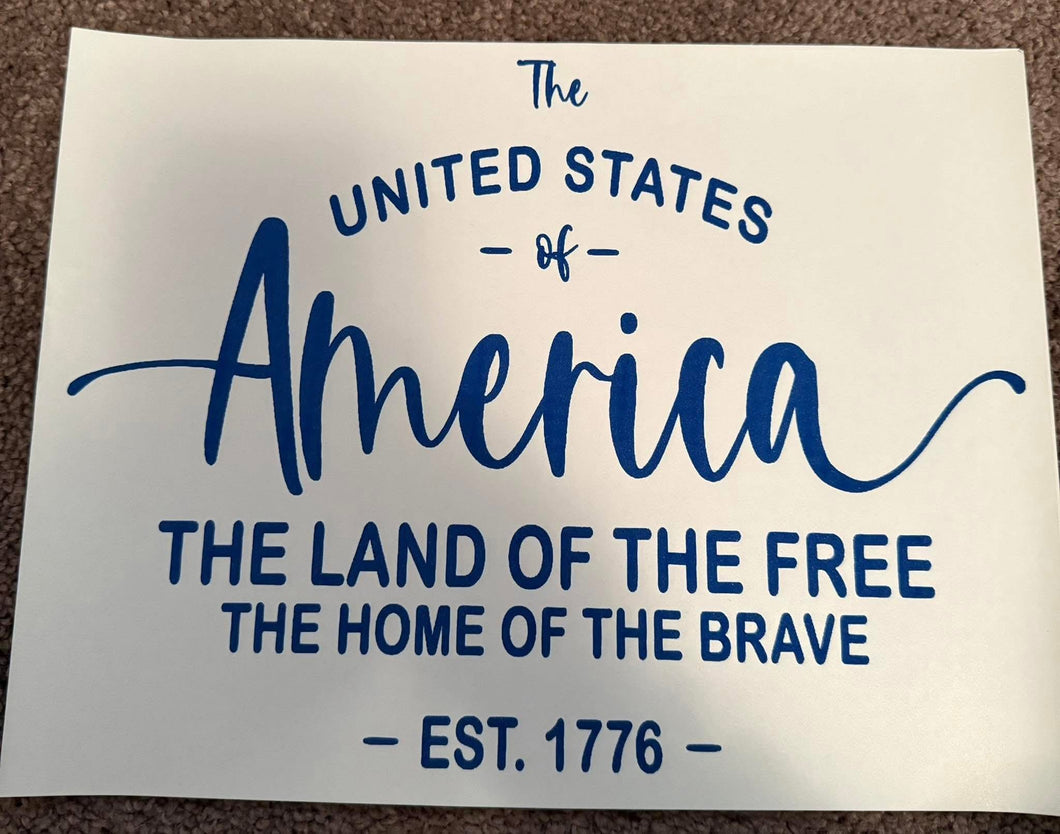 The
UNITED STATES
- of -
America
THE LAND OF THE FREE
THE HOME OF THE BRAVE
- EST. 1776 -